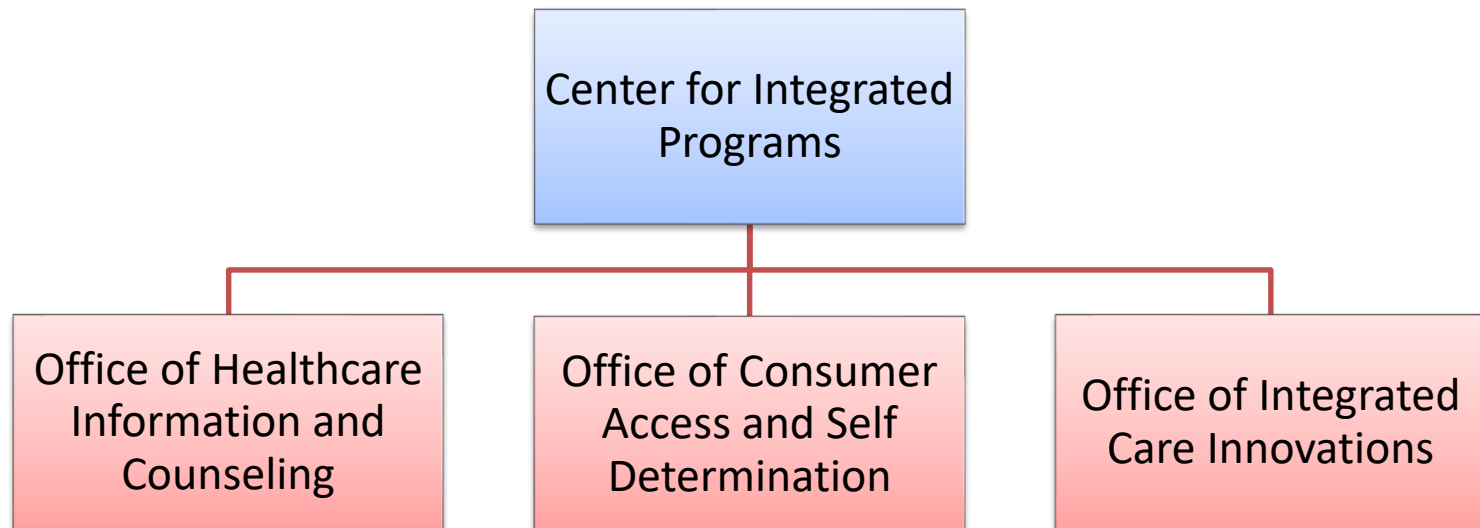 Center for Integrated
Programs
Office of Healthcare
Information and
Counseling
Office of Consumer
Access and Self
Determination
Office of Integrated
Care Innovations